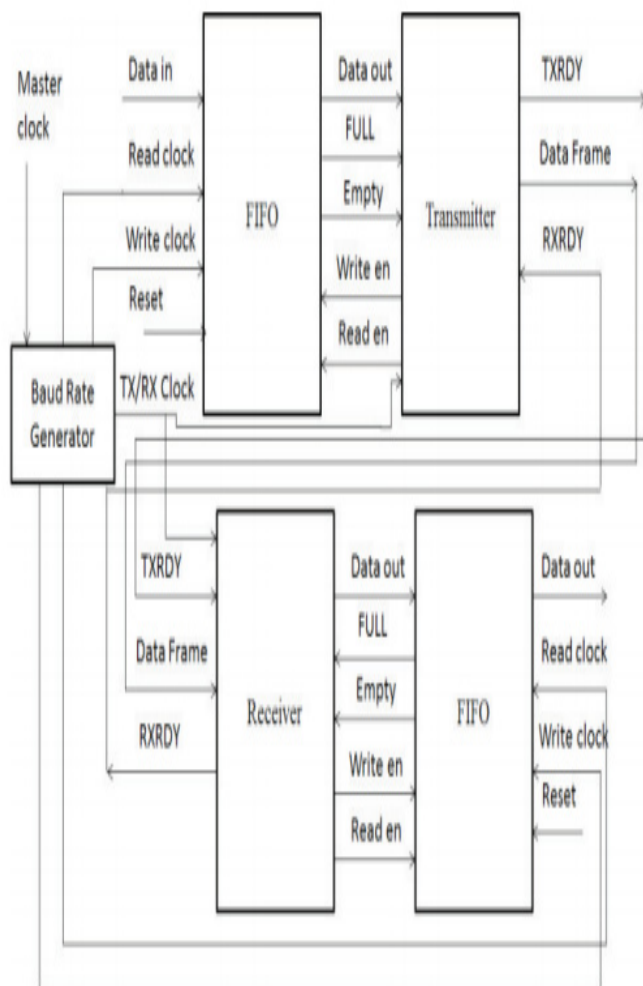 Master
clock
Data in
Read clock
Write clock
Reset
FIFO
Data out
FULL
Empty
Write en
Read en
Transmitter
TXRDY
Data Frame
RXRDY
Baud Rate
Generator
TX/RX Clock
TXRDY
Data Frame
RXRDY
Receiver
Data out
FULL
Empty
Write en
Read en
FIFO
Data out
Read clock
Write clock
Reset